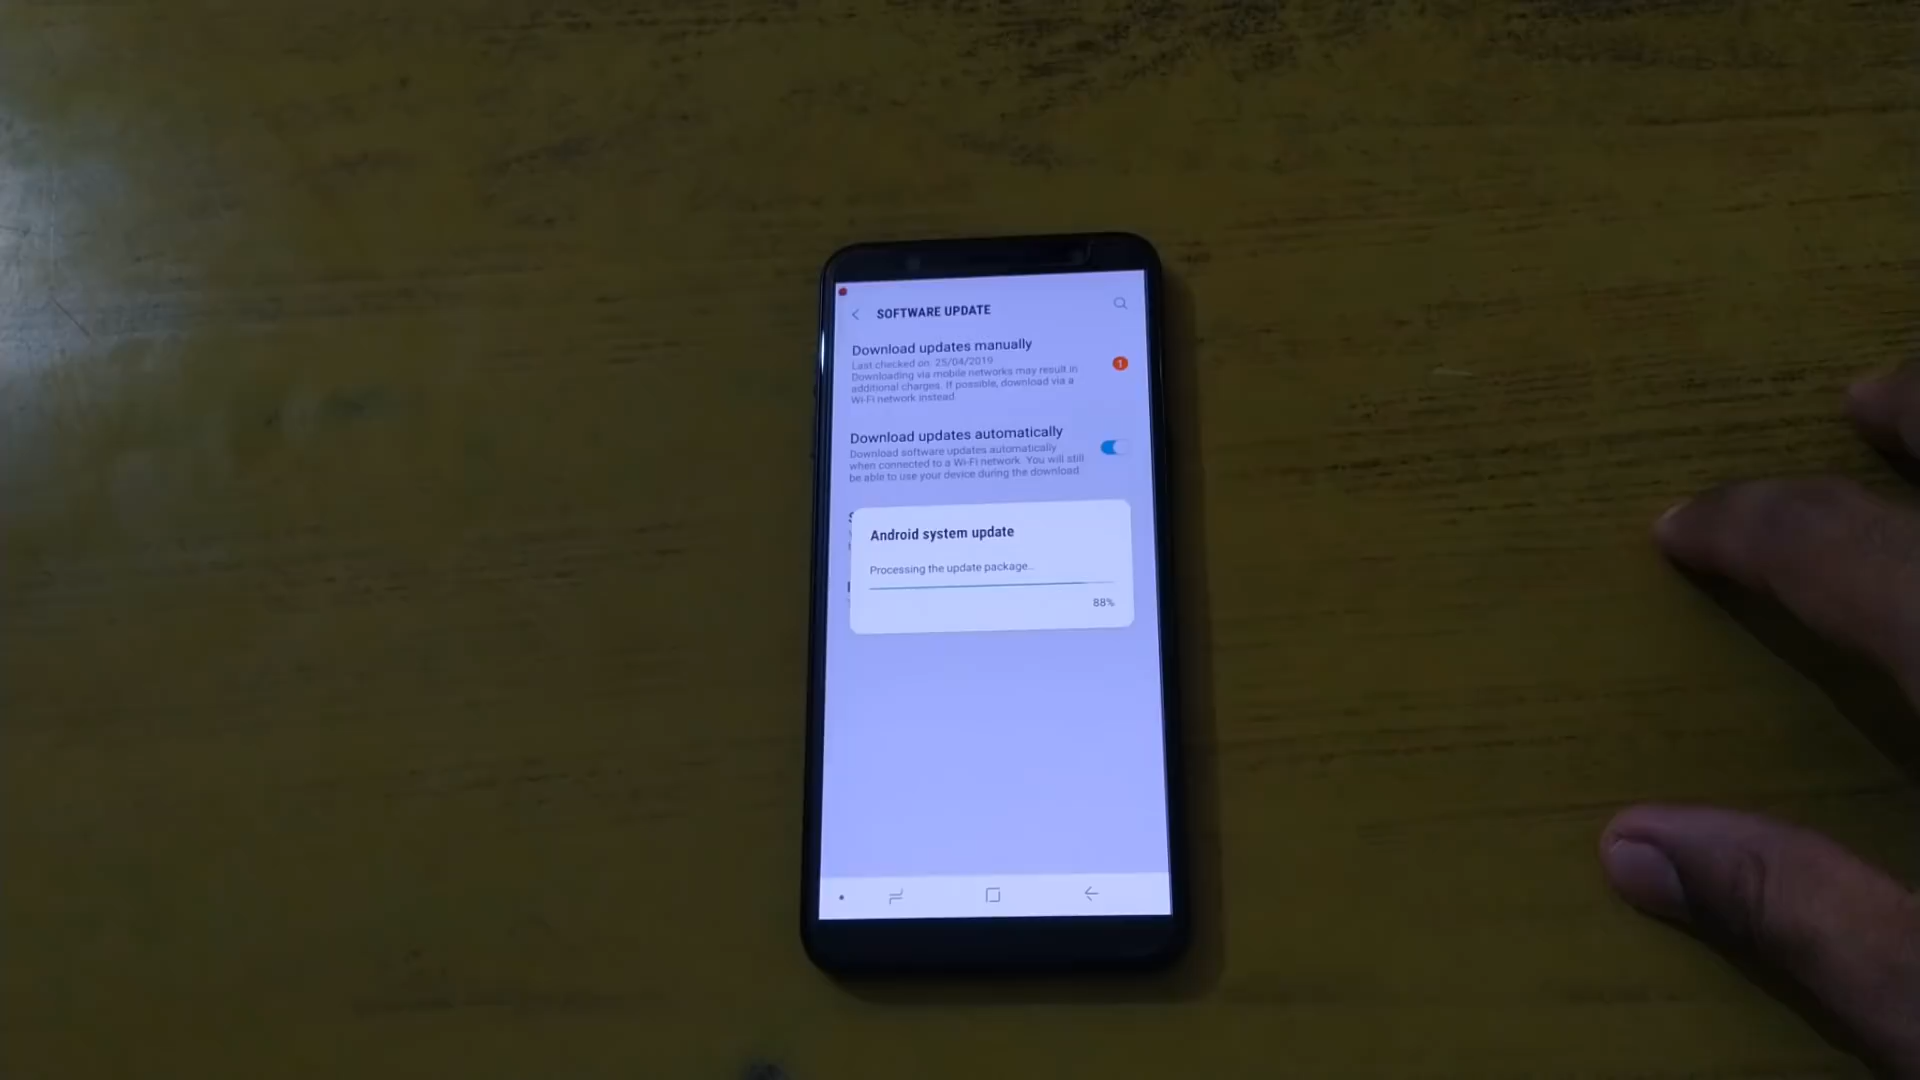 SOFTWARE UPDATE
Download updates manually
Last checked on: 25/04/2019
Downloading via mobile networks may result in
additional charges. If possible, download via a
Wi-Fi network instead
1
Download updates automatically
Download software updates automatically
when connected to a Wi-Fi network. You will still
be able to use your device during the download
Android system update
Processing the update package...
88%